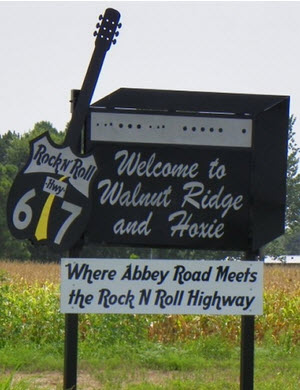 Rock N' Roll
Hwy
67
Welcome to
Walnut Ridge
and Hoxie
Where Abbey Road Meets
the Rock N Roll Highway